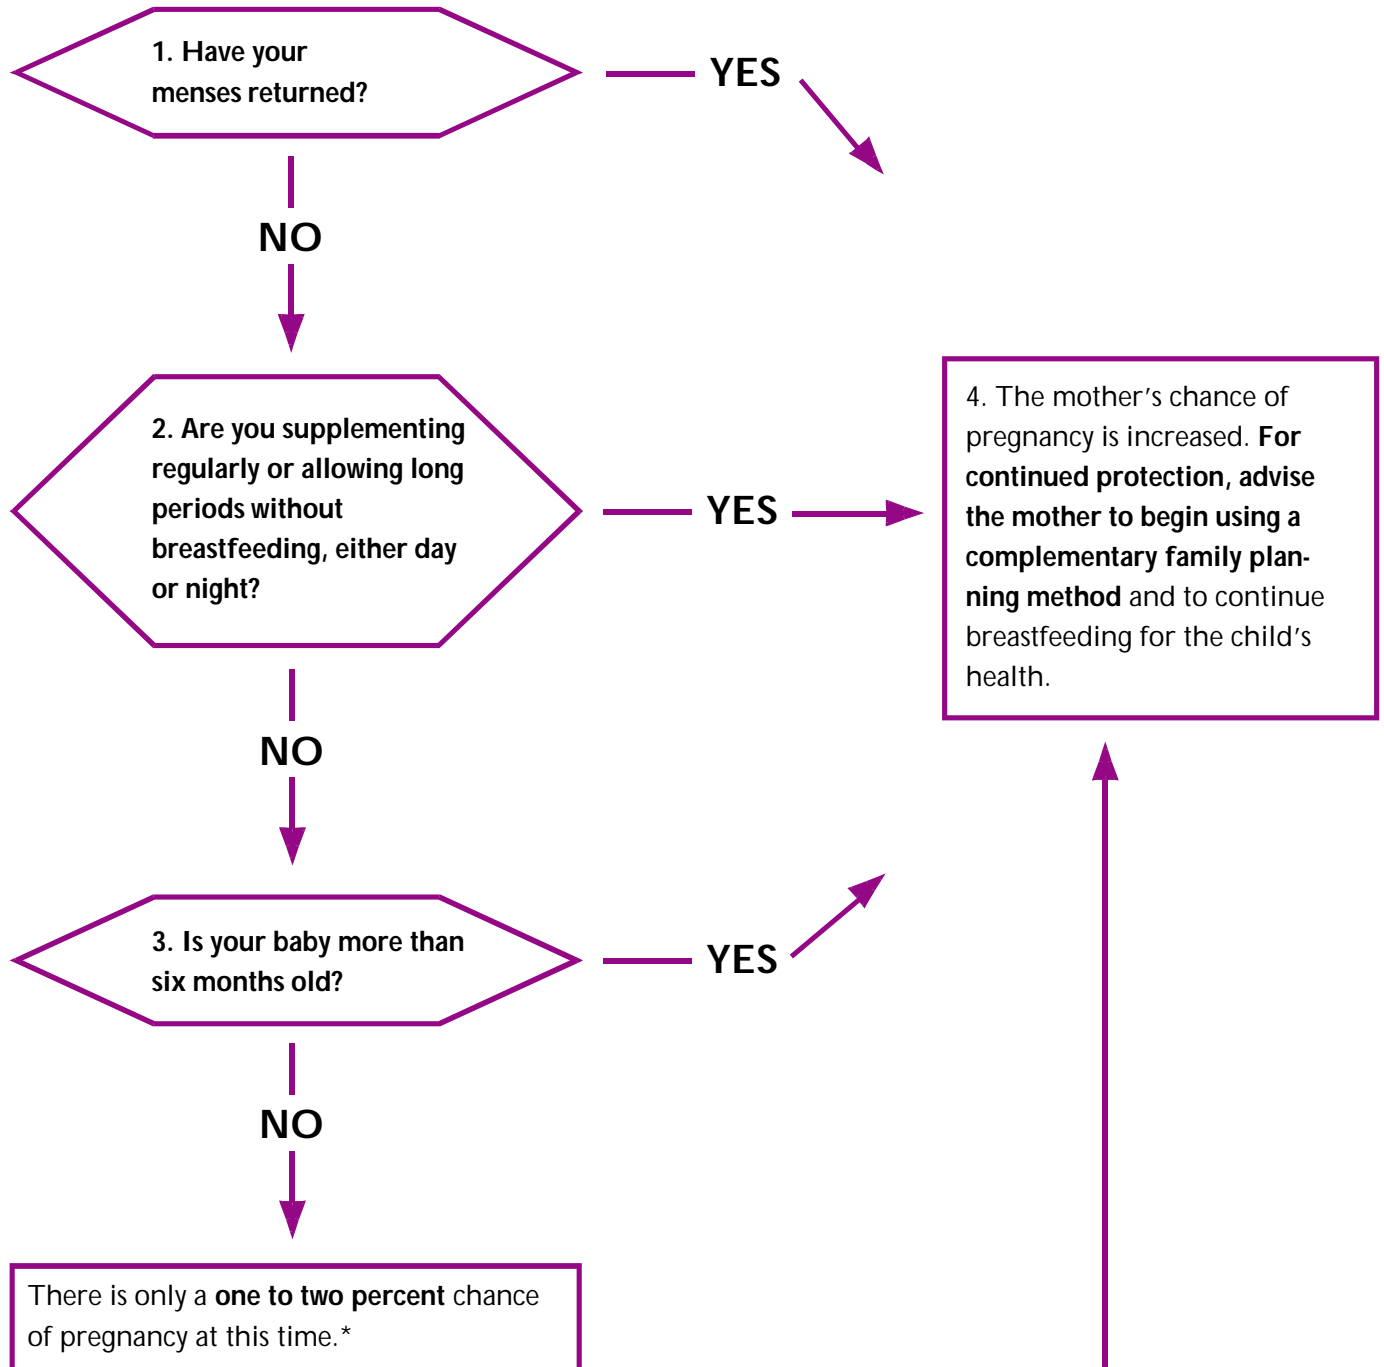 1. Have your
menses returned?
YES
NO
2. Are you supplementing
regularly or allowing long
periods without
breastfeeding, either day
or night?
YES
4. The mother’s chance of
pregnancy is increased. For
continued protection, advise
the mother to begin using a
complementary family plan-
ning method and to continue
breastfeeding for the child’s
health.
NO
3. Is your baby more than
six months old?
YES
NO
There is only a one to two percent chance
of pregnancy at this time.*